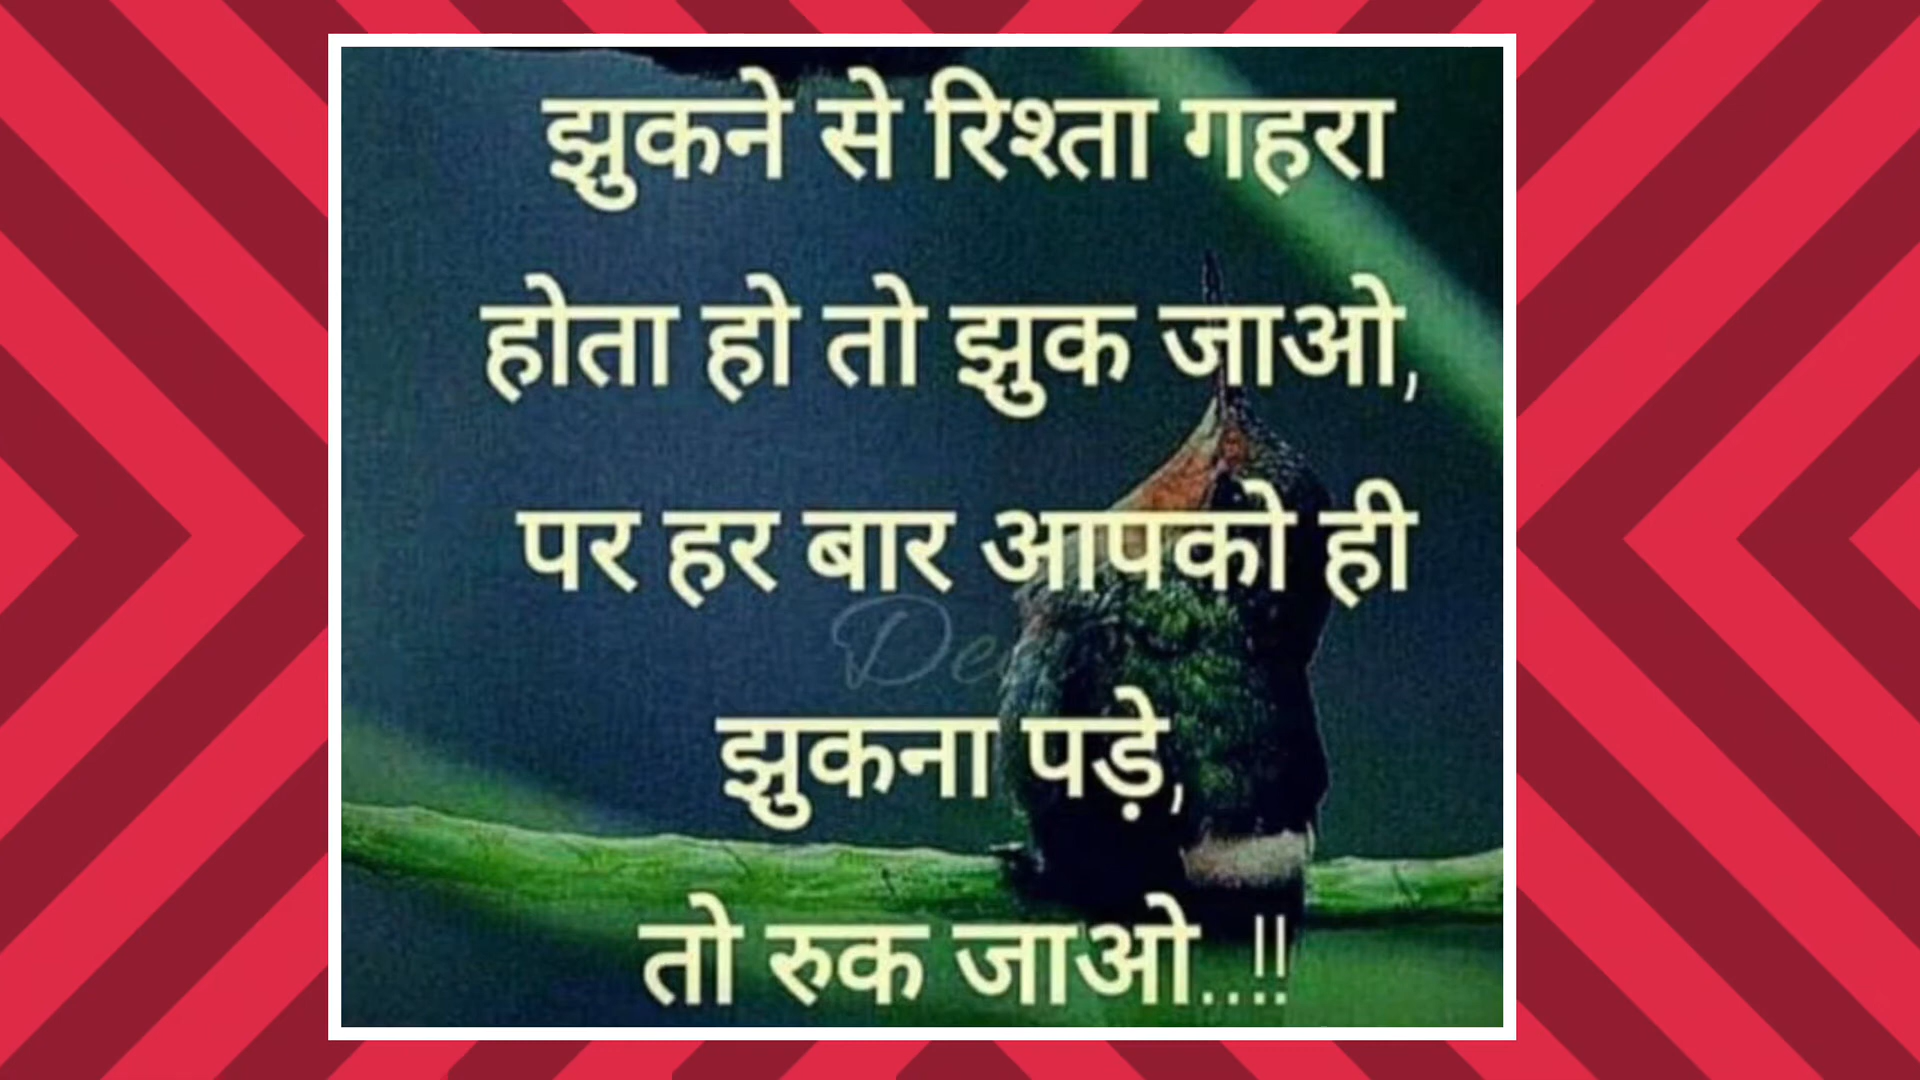 झुकने से रिश्ता गहरा
होता हो तो झुक जाओ,
पर हर बार आपको ही
झुकना पड़े,
तो रुक जाओ..!!